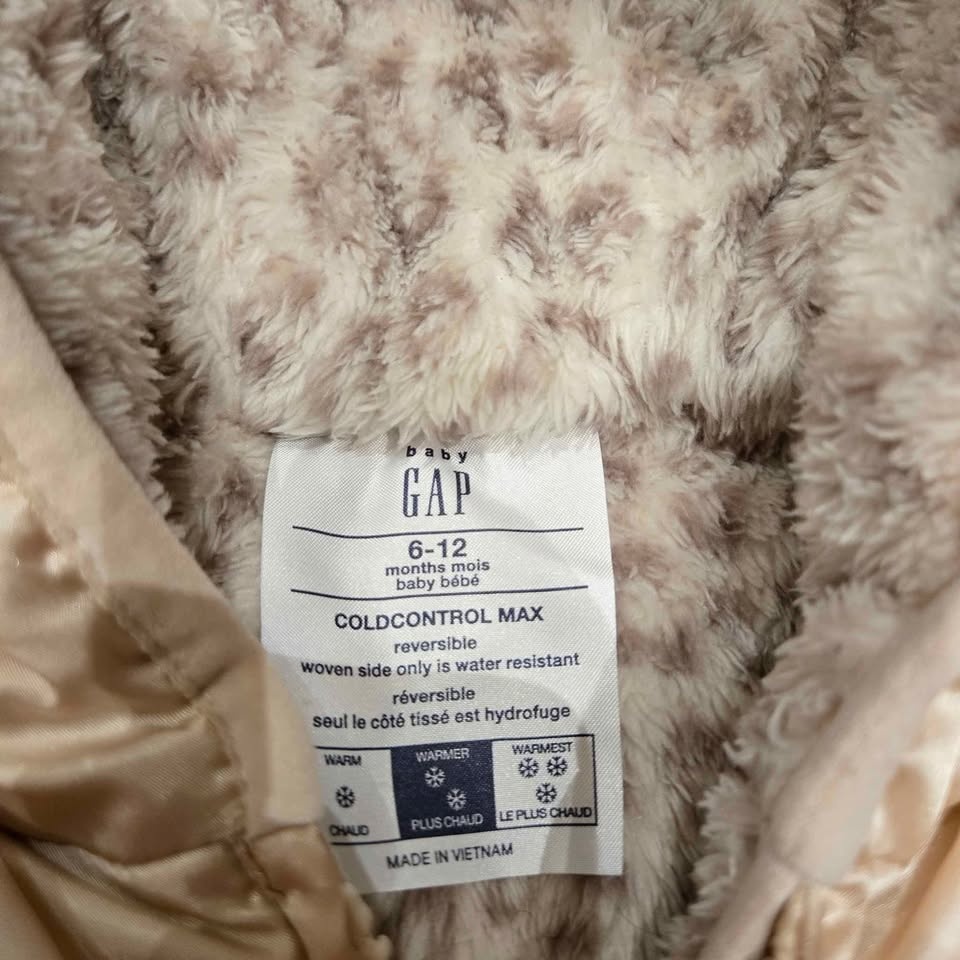 baby
GAP
6-12
months mois
baby bébé
COLDCONTROL MAX
reversible
woven side only is water resistant
réversible
seul le côté tissé est hydrofuge
WARM WARMER WARMEST
CHAUD PLUS CHAUD LE PLUS CHAUD
MADE IN VIETNAM